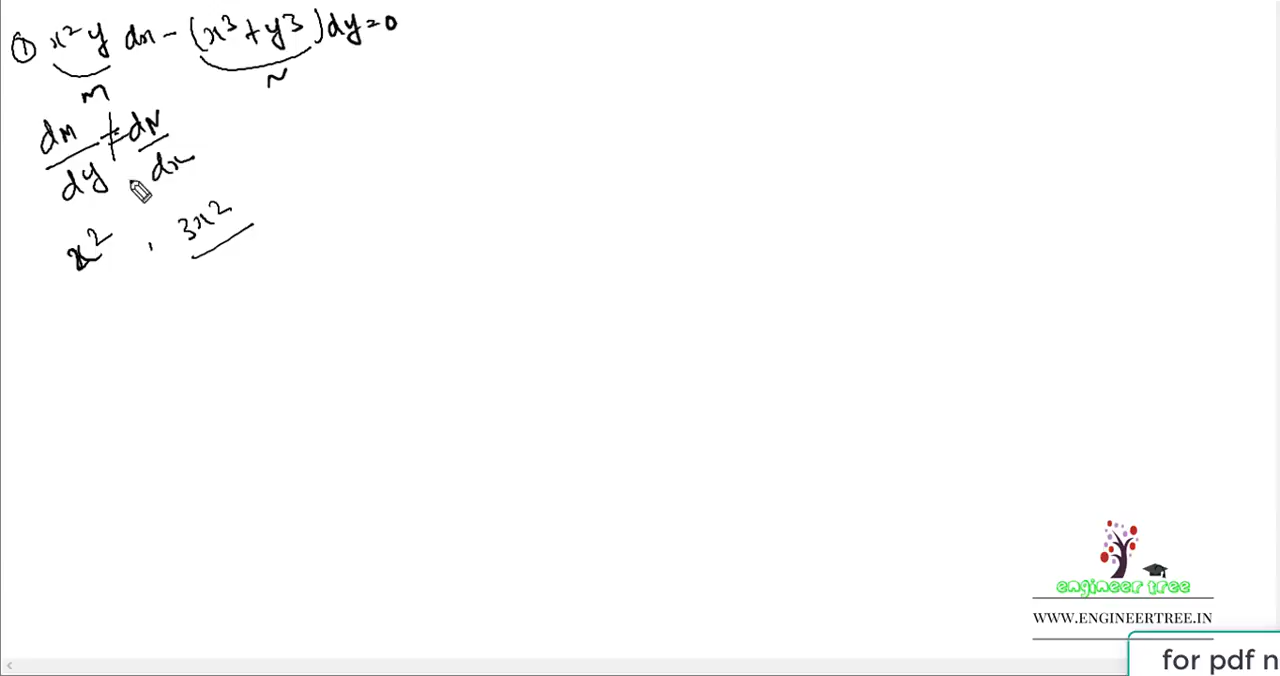 ① x² y dx - (x³ + y³) dy = 0
M N
dM/dy ≠ dN/dx
x² , 3x²
engineer tree
WWW.ENGINEERTREE.IN
for pdf n